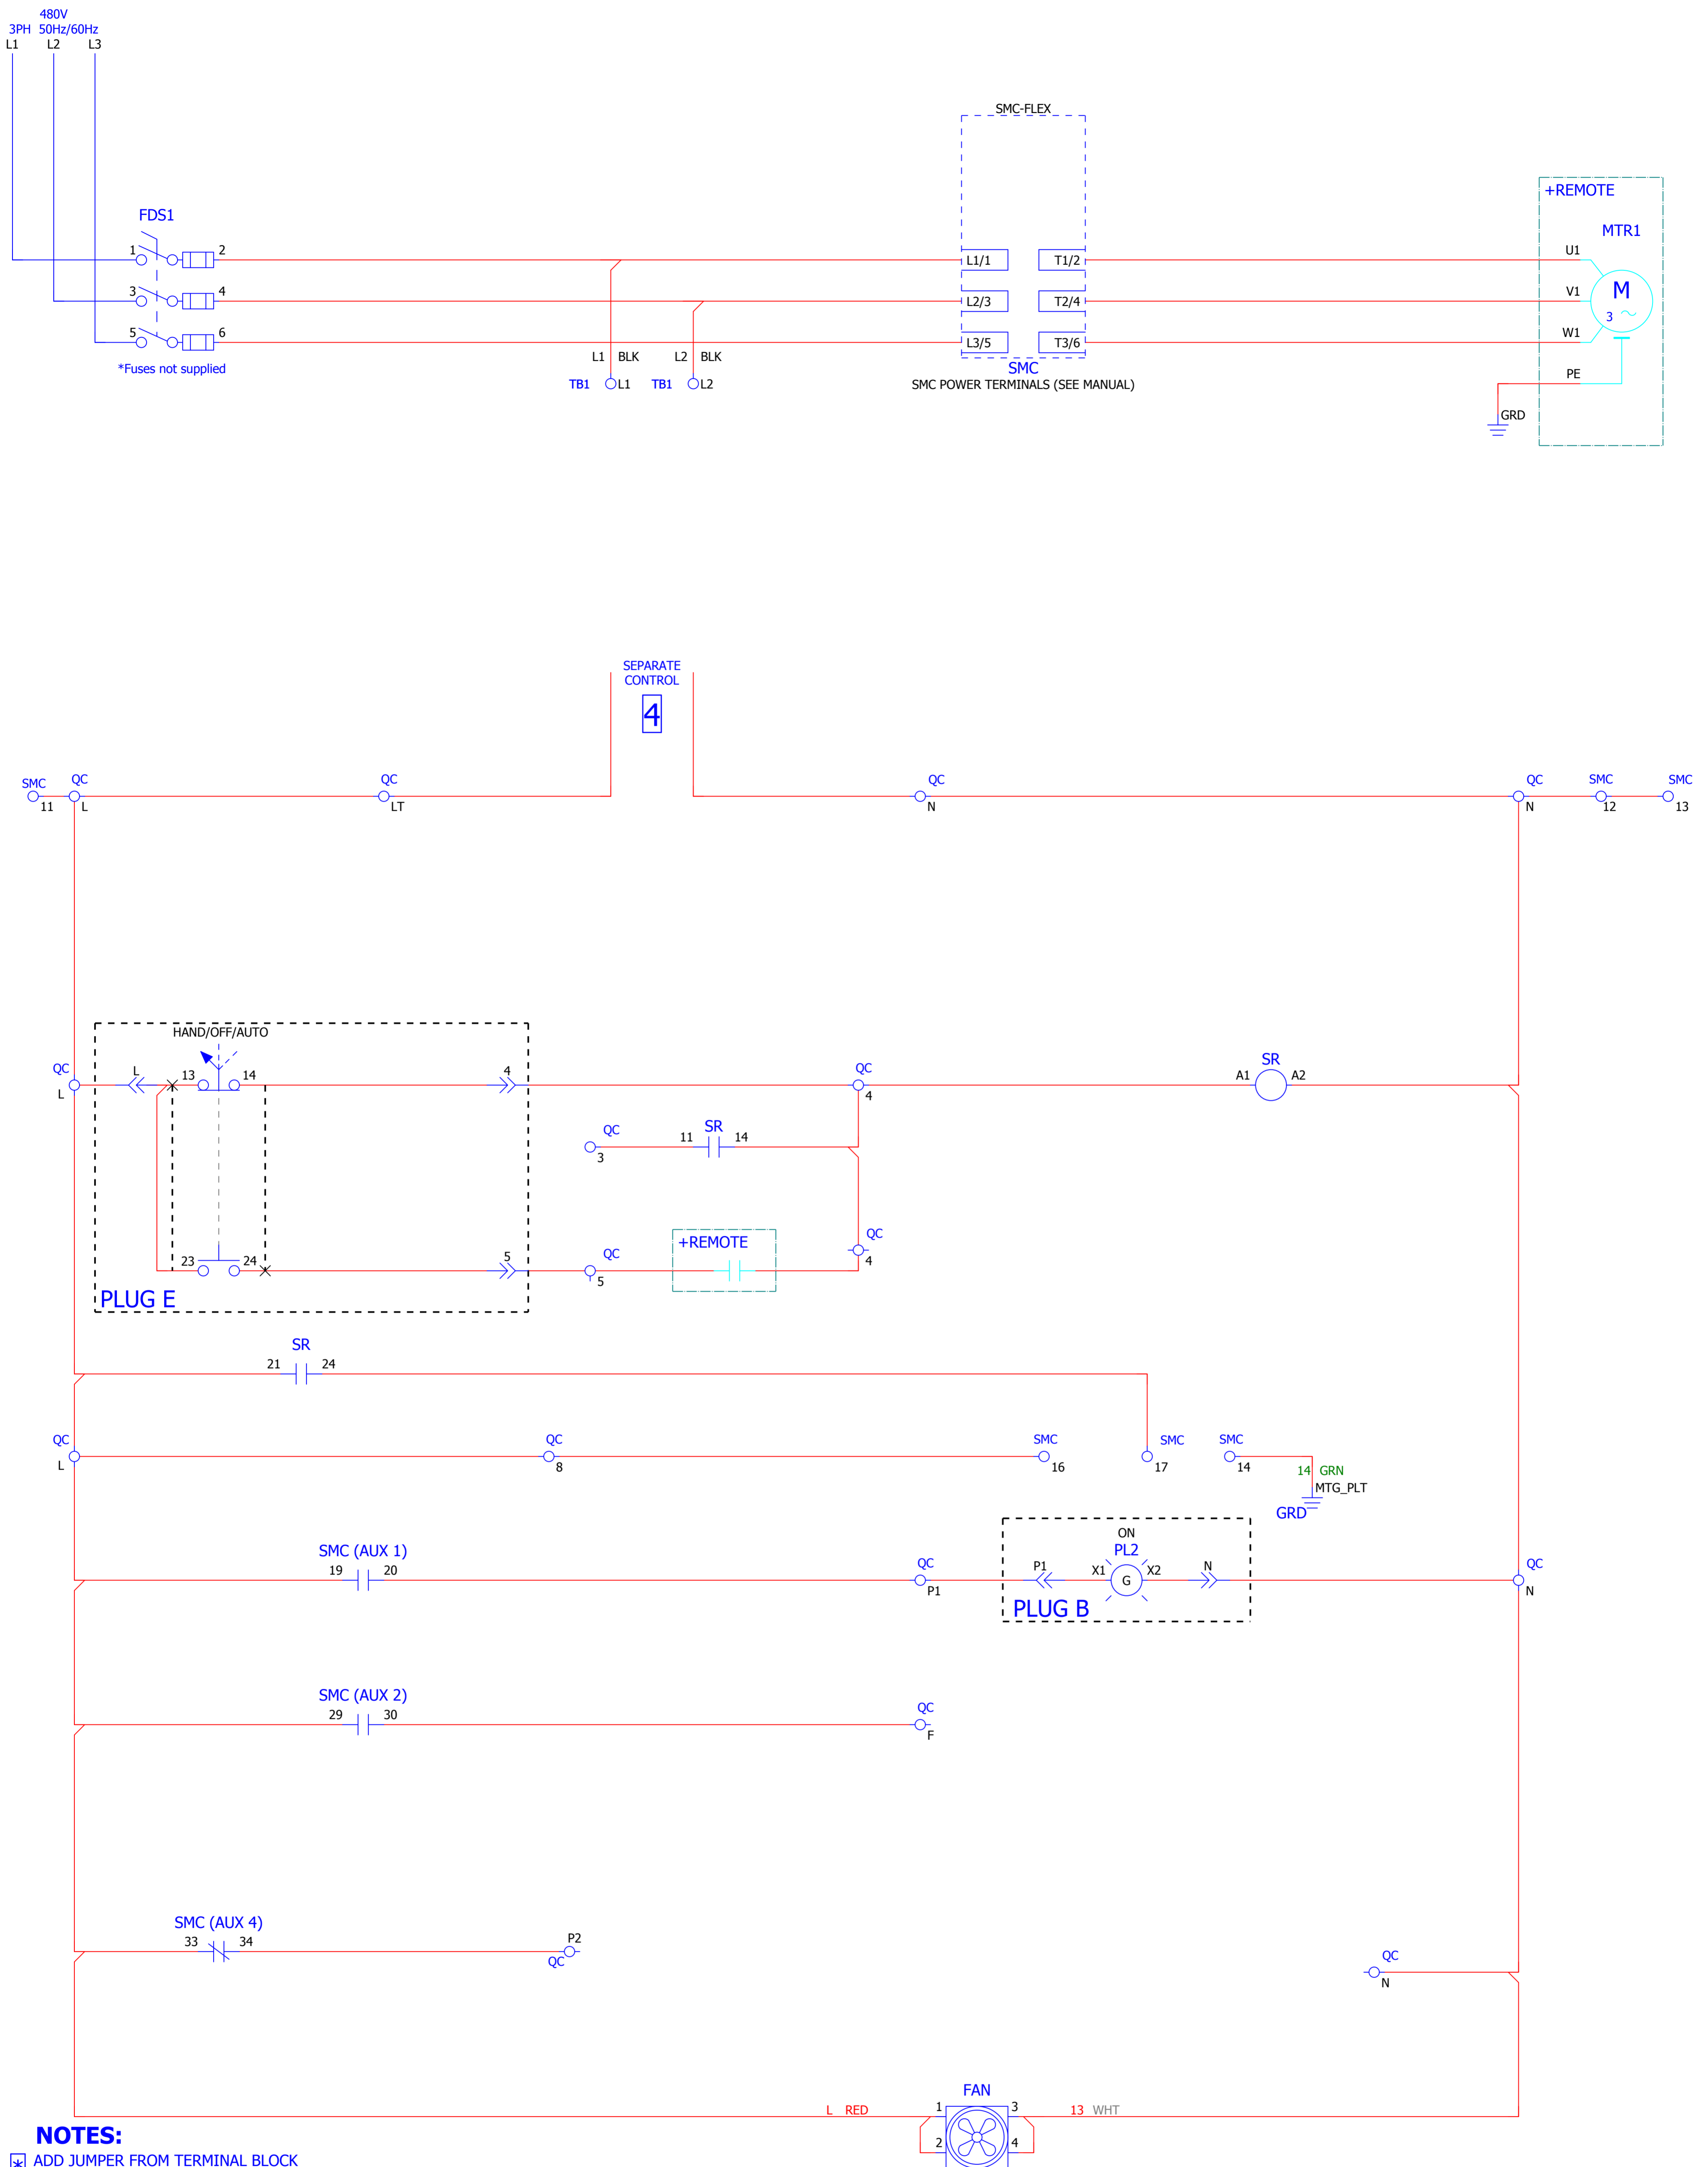 480V
3PH 50Hz/60Hz
L1 L2 L3
SMC-FLEX
+REMOTE
FDS1
MTR1
1 2 L1/1 T1/2 U1
3 4 L2/3 T2/4 V1
M
3
5 6 L3/5 T3/6 W1
*Fuses not supplied
L1 BLK L2 BLK
SMC
TB1 L1 TB1 L2
SMC POWER TERMINALS (SEE MANUAL)
PE
GRD
SEPARATE
CONTROL
4
SMC QC QC QC QC SMC SMC
11 L LT N N 12 13
HAND/OFF/AUTO
QC L 13 14 4 QC A1 SR A2
L 4
QC 11 SR 14
3
+REMOTE
QC
4
23 24 5 QC
5
PLUG E
SR
21 24
QC QC SMC SMC SMC
L 8 16 17 14
14 GRN
MTG_PLT
GRD
ON
SMC (AUX 1) PL2
19 20 QC P1 X1 G X2 N QC
P1 N
PLUG B
SMC (AUX 2)
29 30 QC
F
SMC (AUX 4)
33 34 P2
QC
QC
N
FAN
L RED 1 3 13 WHT
2 4
NOTES:
* ADD JUMPER FROM TERMINAL BLOCK